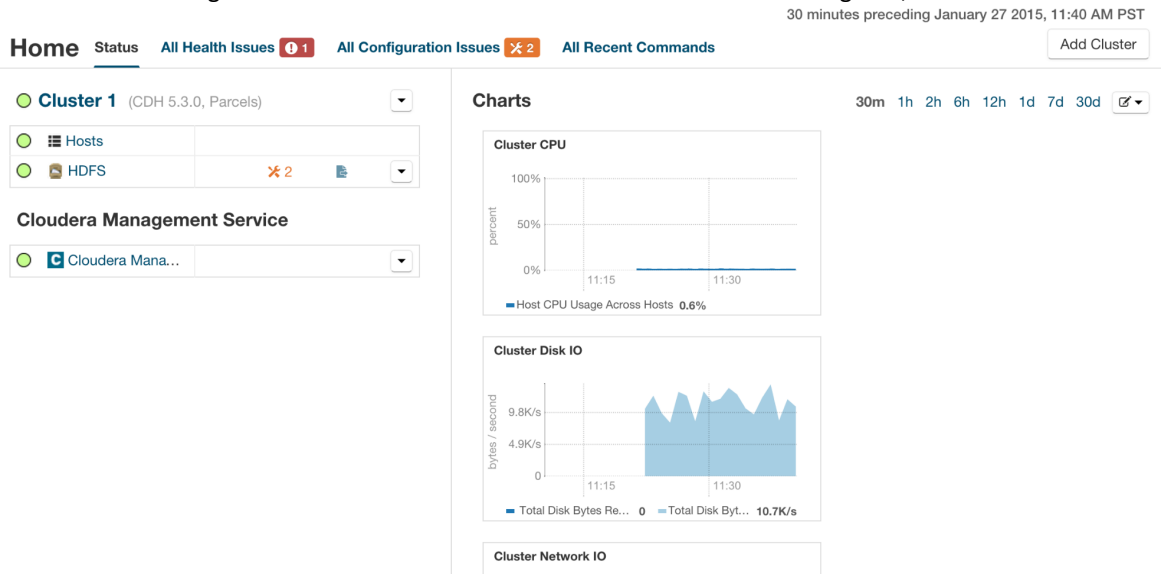 30 minutes preceding January 27 2015, 11:40 AM PST
Home Status All Health Issues 1 All Configuration Issues 2 All Recent Commands Add Cluster
Cluster 1 (CDH 5.3.0, Parcels)
Hosts
HDFS 2
Cloudera Management Service
C Cloudera Mana...
Charts 30m 1h 2h 6h 12h 1d 7d 30d
Cluster CPU
percent
100%
50%
0%
11:15 11:30
Host CPU Usage Across Hosts 0.6%
Cluster Disk IO
bytes / second
9.8K/s
4.9K/s
0
11:15 11:30
Total Disk Bytes Re... 0 Total Disk Byt... 10.7K/s
Cluster Network IO